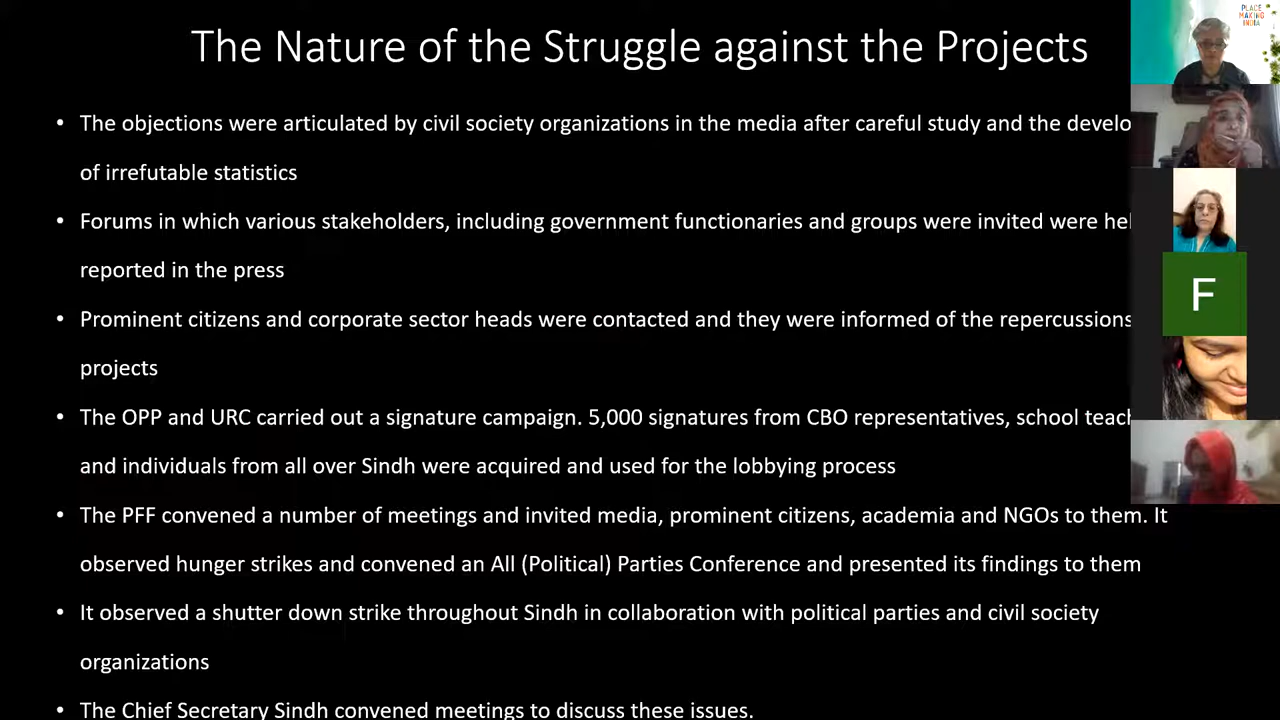 The Nature of the Struggle against the Projects
PLACE
MAKING
INDIA
• The objections were articulated by civil society organizations in the media after careful study and the develo
of irrefutable statistics
• Forums in which various stakeholders, including government functionaries and groups were invited were hel
reported in the press
• Prominent citizens and corporate sector heads were contacted and they were informed of the repercussions
projects
F
• The OPP and URC carried out a signature campaign. 5,000 signatures from CBO representatives, school teach
and individuals from all over Sindh were acquired and used for the lobbying process
• The PFF convened a number of meetings and invited media, prominent citizens, academia and NGOs to them. It
observed hunger strikes and convened an All (Political) Parties Conference and presented its findings to them
• It observed a shutter down strike throughout Sindh in collaboration with political parties and civil society
organizations
• The Chief Secretary Sindh convened meetings to discuss these issues.